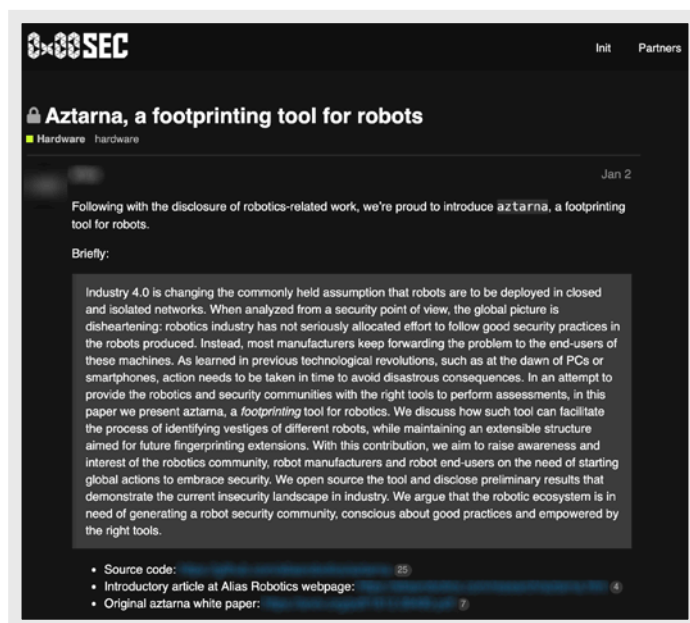 0x00SEC
Init Partners
Aztarna, a footprinting tool for robots
Hardware hardware
Jan 2
Following with the disclosure of robotics-related work, we're proud to introduce aztarna, a footprinting
tool for robots.
Briefly:
Industry 4.0 is changing the commonly held assumption that robots are to be deployed in closed
and isolated networks. When analyzed from a security point of view, the global picture is
disheartening: robotics industry has not seriously allocated effort to follow good security practices in
the robots produced. Instead, most manufacturers keep forwarding the problem to the end-users of
these machines. As learned in previous technological revolutions, such as at the dawn of PCs or
smartphones, action needs to be taken in time to avoid disastrous consequences. In an attempt to
provide the robotics and security communities with the right tools to perform assessments, in this
paper we present aztarna, a footprinting tool for robotics. We discuss how such tool can facilitate
the process of identifying vestiges of different robots, while maintaining an extensible structure
aimed for future fingerprinting extensions. With this contribution, we aim to raise awareness and
interest of the robotics community, robot manufacturers and robot end-users on the need of starting
global actions to embrace security. We open source the tool and disclose preliminary results that
demonstrate the current insecurity landscape in industry. We argue that the robotic ecosystem is in
need of generating a robot security community, conscious about good practices and empowered by
the right tools.
• Source code: 25
• Introductory article at Alias Robotics webpage: 4
• Original aztarna white paper: 7